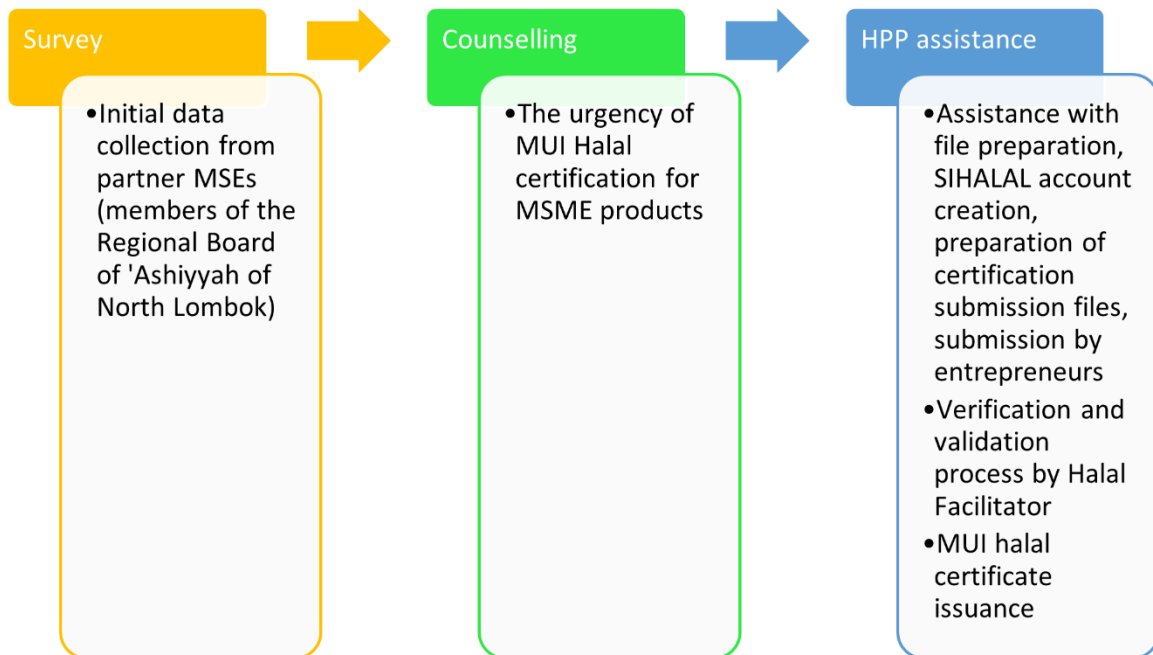 Survey
•Initial data
collection from
partner MSEs
(members of the
Regional Board
of 'Ashiyyah of
North Lombok)
Counselling
•The urgency of
MUI Halal
certification for
MSME products
HPP assistance
•Assistance with
file preparation,
SIHALAL account
creation,
preparation of
certification
submission files,
submission by
entrepreneurs
•Verification and
validation
process by Halal
Facilitator
•MUI halal
certificate
issuance